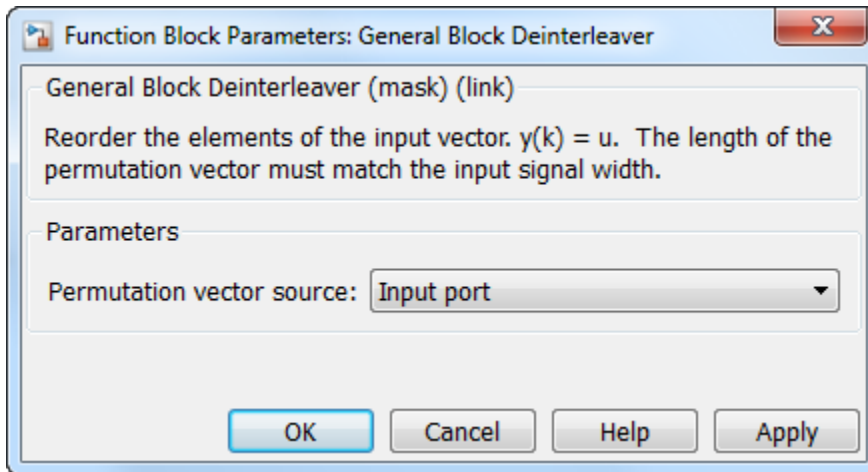 Function Block Parameters: General Block Deinterleaver
General Block Deinterleaver (mask) (link)
Reorder the elements of the input vector. y(k) = u.  The length of the
permutation vector must match the input signal width.
Parameters
Permutation vector source: Input port
OK Cancel Help Apply